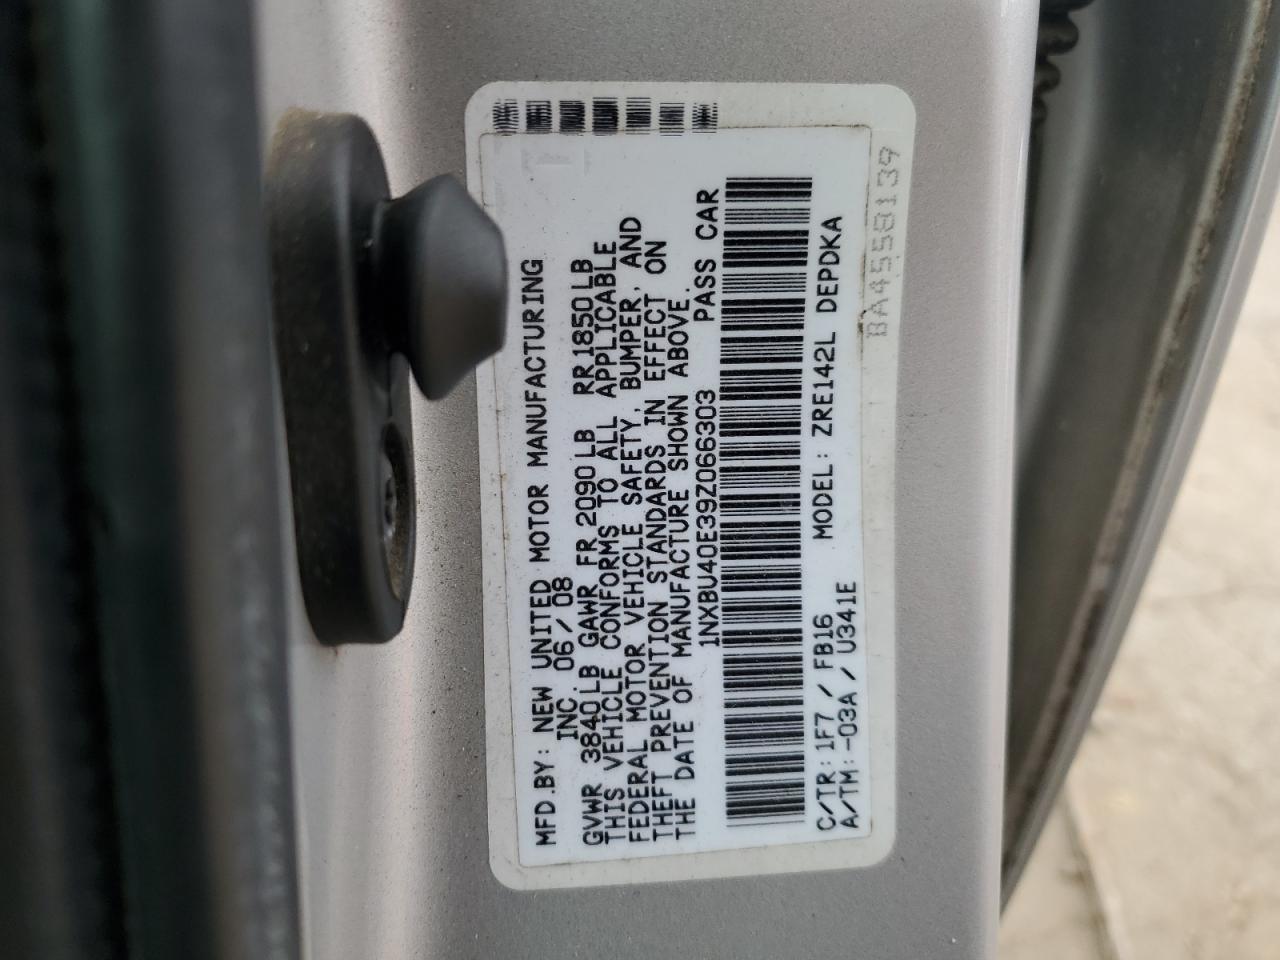 MFD.BY: NEW UNITED MOTOR MANUFACTURING
INC. 06/08
GVWR 3840LB GAWR FR 2090LB RR1850LB
THIS VEHICLE CONFORMS TO ALL APPLICABLE
FEDERAL MOTOR VEHICLE SAFETY, BUMPER, AND
THEFT PREVENTION STANDARDS IN EFFECT ON
THE DATE OF MANUFACTURE SHOWN ABOVE.
1NXBU40E39Z066303 PASS CAR
C/TR: 1F7 / FB16 MODEL: ZRE142L DEPDKA
A/TM: -03A / U341E
BA4558139